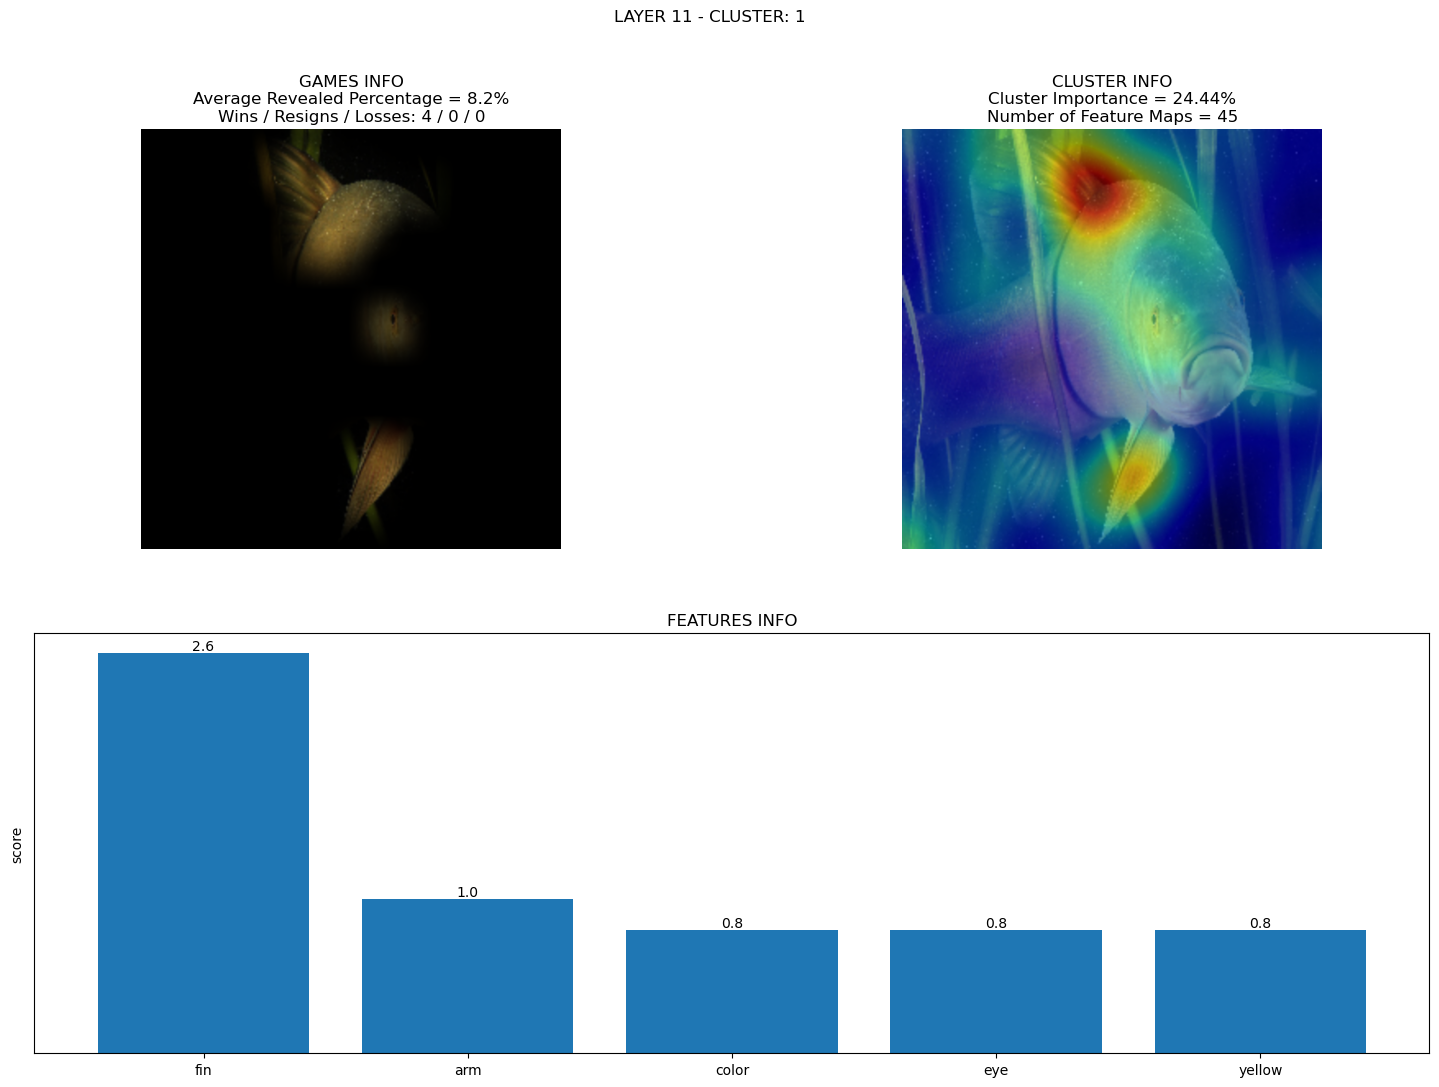 LAYER 11 - CLUSTER: 1
GAMES INFO
Average Revealed Percentage = 8.2%
Wins / Resigns / Losses: 4 / 0 / 0
CLUSTER INFO
Cluster Importance = 24.44%
Number of Feature Maps = 45
FEATURES INFO
score
2.6
1.0
0.8
0.8
0.8
fin
arm
color
eye
yellow